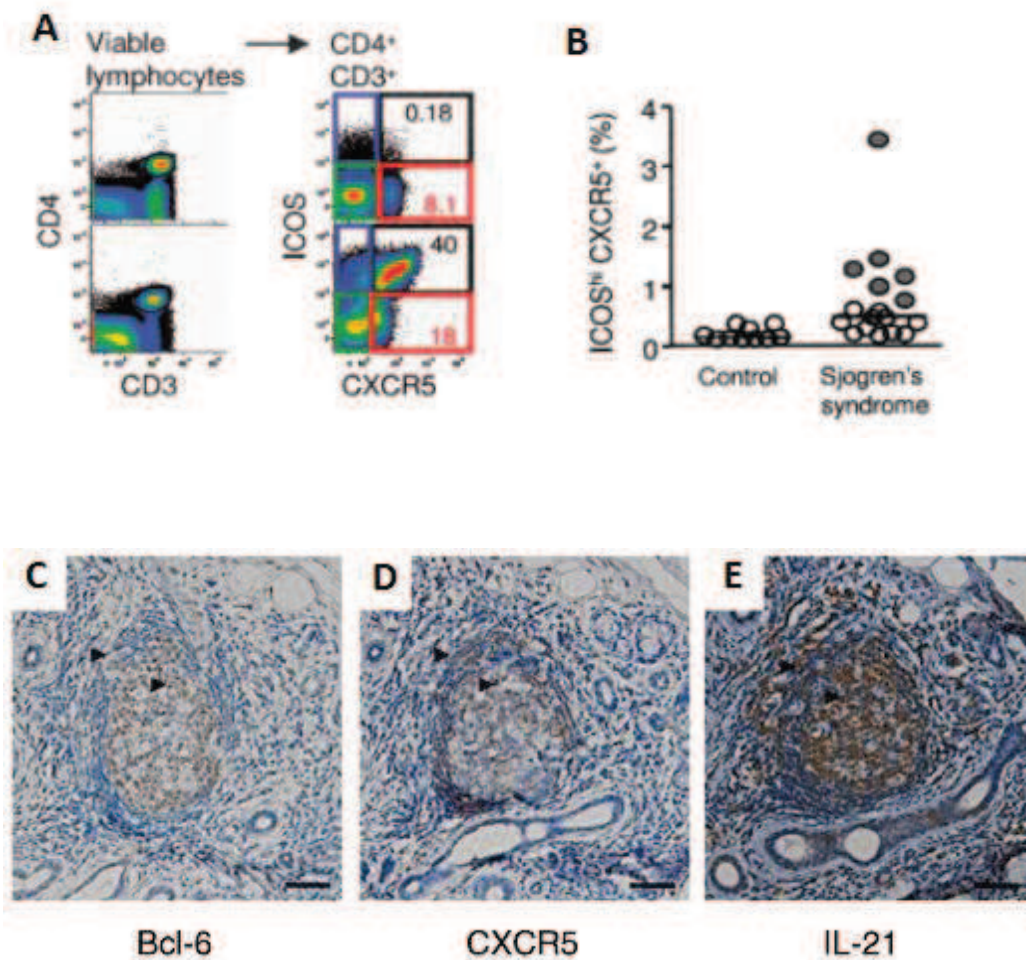 A
Viable
lymphocytes
CD4⁺
CD3⁺
CD4
CD3
ICOS
0.18
8.1
40
18
CXCR5
B
ICOSʰⁱ CXCR5⁺ (%)
4
3
2
1
0
Control
Sjogren's
syndrome
C
D
E
Bcl-6
CXCR5
IL-21